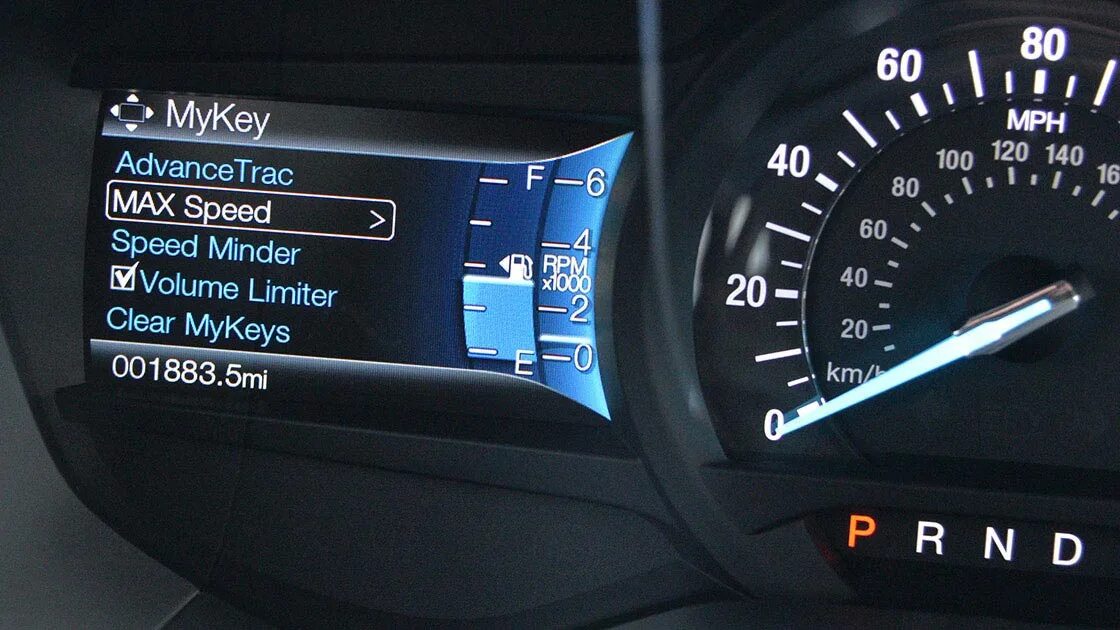 MyKey
AdvanceTrac
MAX Speed >
Speed Minder
Volume Limiter
Clear MyKeys
001883.5mi
F
E
6
4
RPM
x1000
2
0
0
20
40
60
80
MPH
20
40
60
80
100
120
140
km/h
P R N D